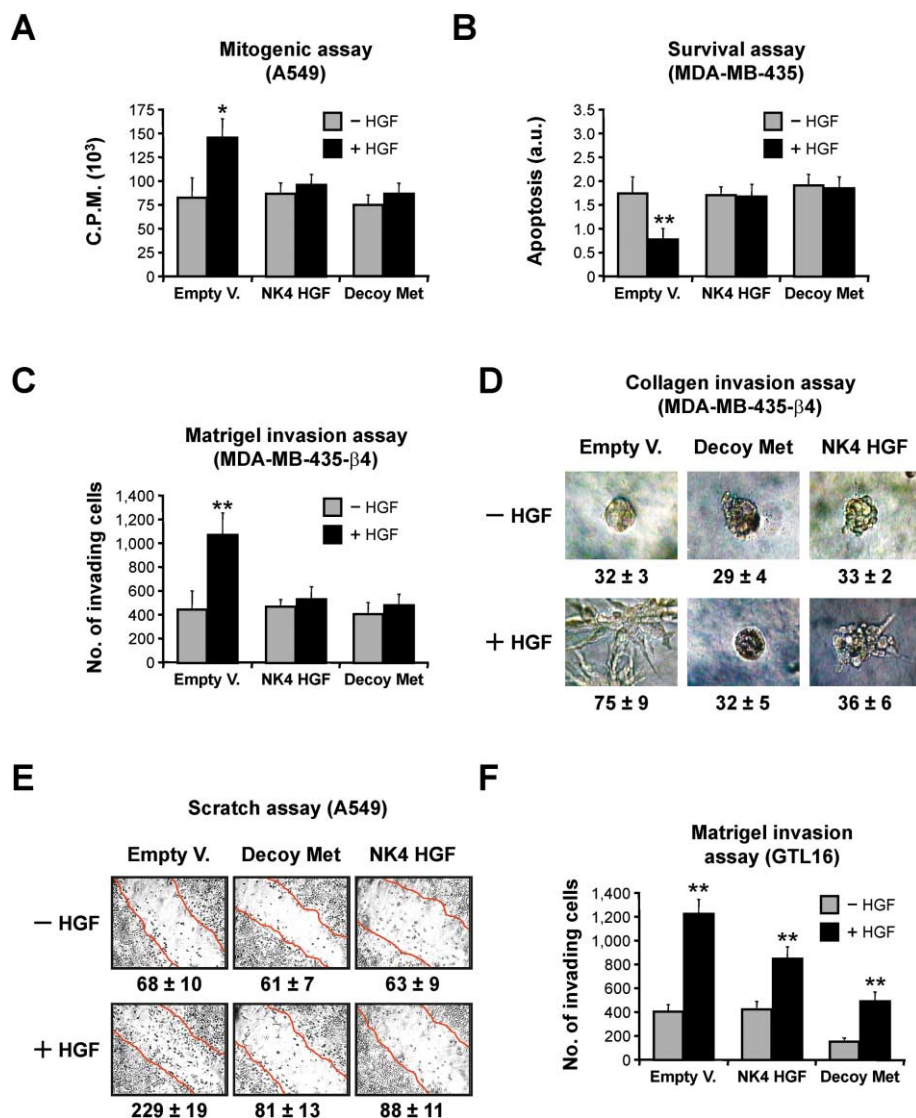 A
Mitogenic assay
(A549)
C.P.M. (10³)
175
150
125
100
75
50
25
0
*
– HGF
+ HGF
Empty V. NK4 HGF Decoy Met
B
Survival assay
(MDA-MB-435)
Apoptosis (a.u.)
3.5
3.0
2.5
2.0
1.5
1.0
0.5
0
**
– HGF
+ HGF
Empty V. NK4 HGF Decoy Met
C
Matrigel invasion assay
(MDA-MB-435-β4)
No. of invading cells
1,400
1,200
1,000
800
600
400
200
0
**
– HGF
+ HGF
Empty V. NK4 HGF Decoy Met
D
Collagen invasion assay
(MDA-MB-435-β4)
Empty V. Decoy Met NK4 HGF
– HGF
32 ± 3 29 ± 4 33 ± 2
+ HGF
75 ± 9 32 ± 5 36 ± 6
E
Scratch assay (A549)
Empty V. Decoy Met NK4 HGF
– HGF
68 ± 10 61 ± 7 63 ± 9
+ HGF
229 ± 19 81 ± 13 88 ± 11
F
Matrigel invasion
assay (GTL16)
No. of invading cells
1,400
1,200
1,000
800
600
400
200
0
** ** **
– HGF
+ HGF
Empty V. NK4 HGF Decoy Met